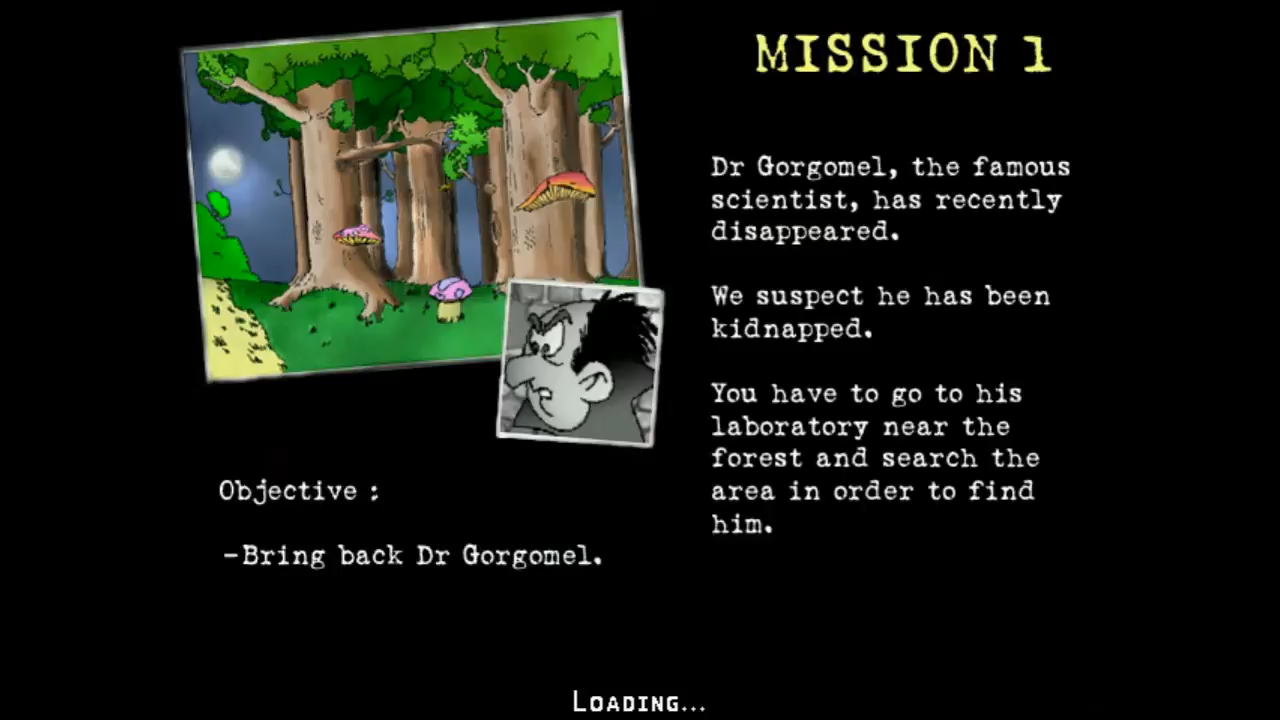 MISSION 1
Dr Gorgomel, the famous
scientist, has recently
disappeared.
We suspect he has been
kidnapped.
You have to go to his
laboratory near the
forest and search the
area in order to find
him.
Objective :
-Bring back Dr Gorgomel.
LOADING...